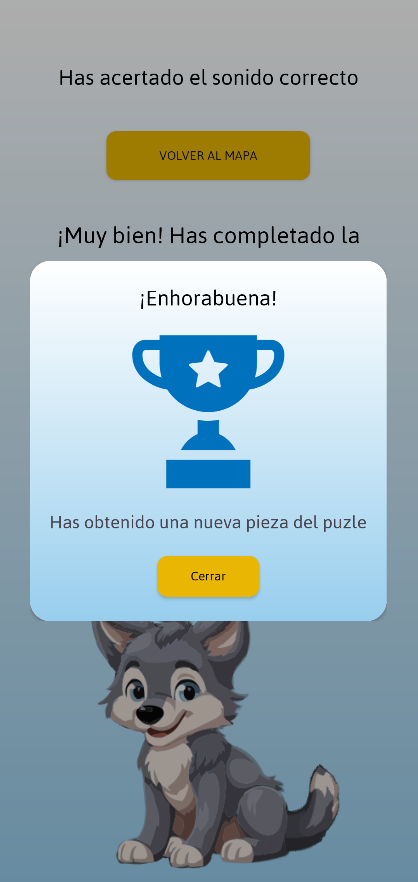 Has acertado el sonido correcto
VOLVER AL MAPA
¡Muy bien! Has completado la
¡Enhorabuena!
Has obtenido una nueva pieza del puzle
Cerrar